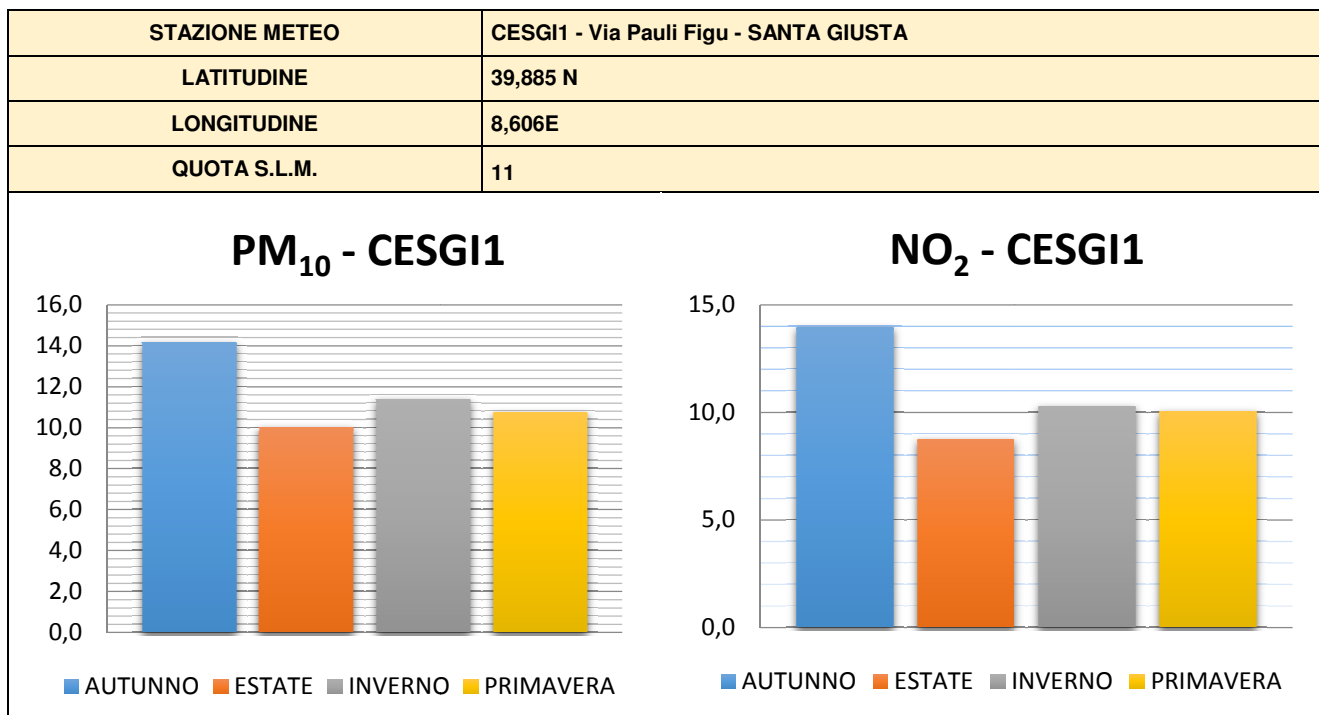 STAZIONE METEO CESGI1 - Via Pauli Figu - SANTA GIUSTA
LATITUDINE 39,885 N
LONGITUDINE 8,606E
QUOTA S.L.M. 11
PM₁₀ - CESGI1
16,0
14,0
12,0
10,0
8,0
6,0
4,0
2,0
0,0
AUTUNNO ESTATE INVERNO PRIMAVERA
NO₂ - CESGI1
15,0
10,0
5,0
0,0
AUTUNNO ESTATE INVERNO PRIMAVERA